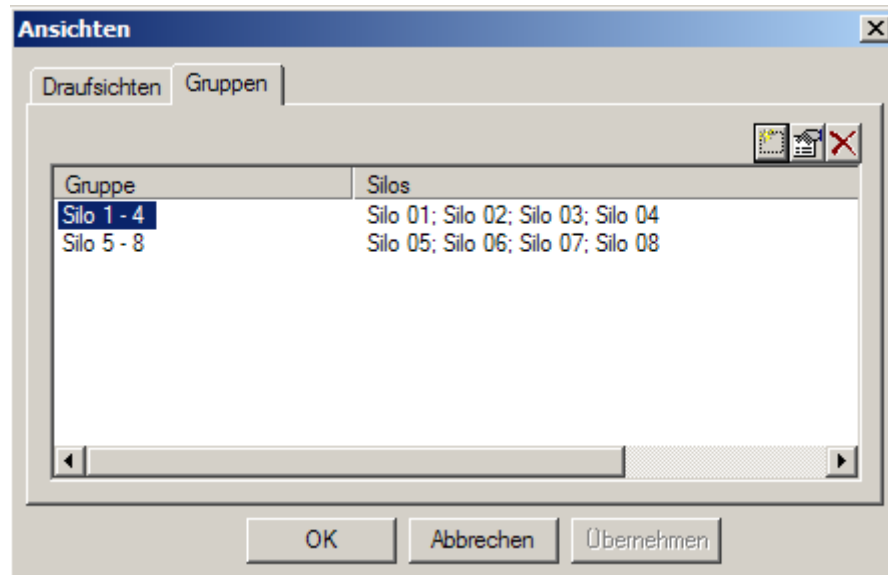 Ansichten
Draufsichten Gruppen
Gruppe Silos
Silo 1 - 4 Silo 01; Silo 02; Silo 03; Silo 04
Silo 5 - 8 Silo 05; Silo 06; Silo 07; Silo 08
OK Abbrechen Übernehmen